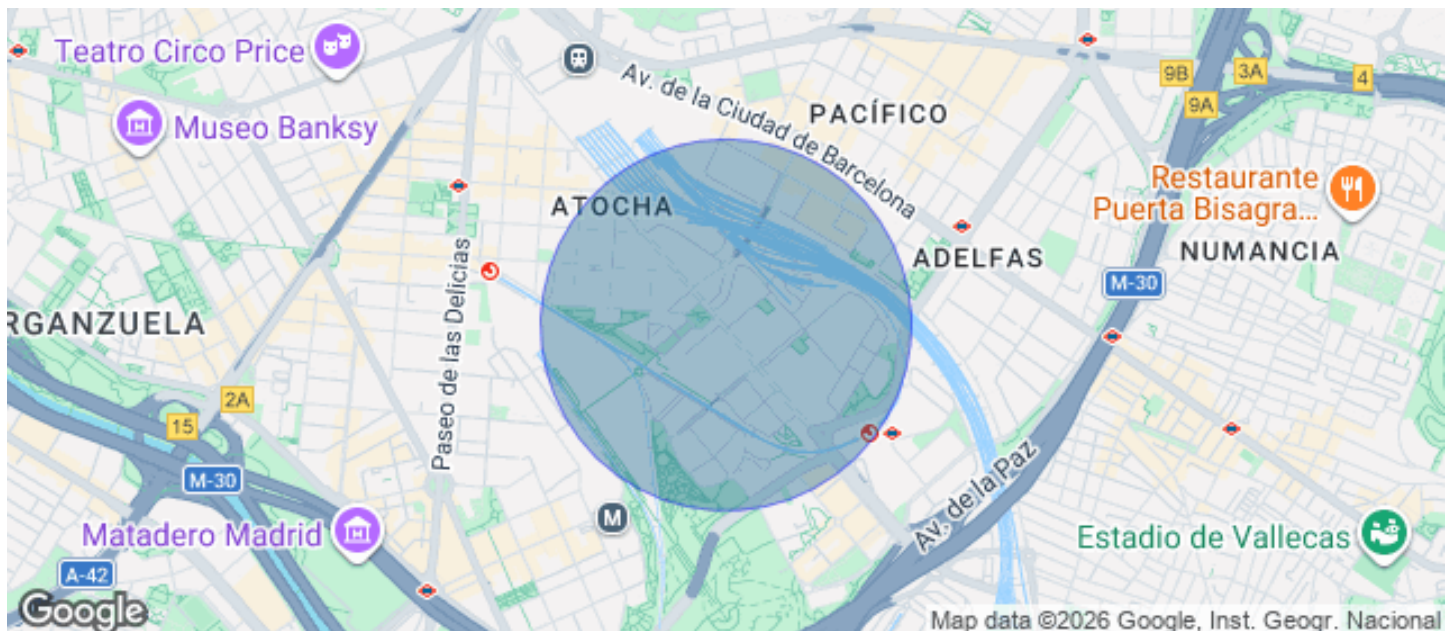 Teatro Circo Price
Museo Banksy
Av. de la Ciudad de Barcelona
PACÍFICO
9B
3A
4
9A
Restaurante
Puerta Bisagra...
ATOCHA
ADELFAS
NUMANCIA
M-30
RGANZUELA
Paseo de las Delicias
2A
15
M-30
M
Av. de la Paz
Matadero Madrid
Estadio de Vallecas
A-42
Google
Map data ©2026 Google, Inst. Geogr. Nacional